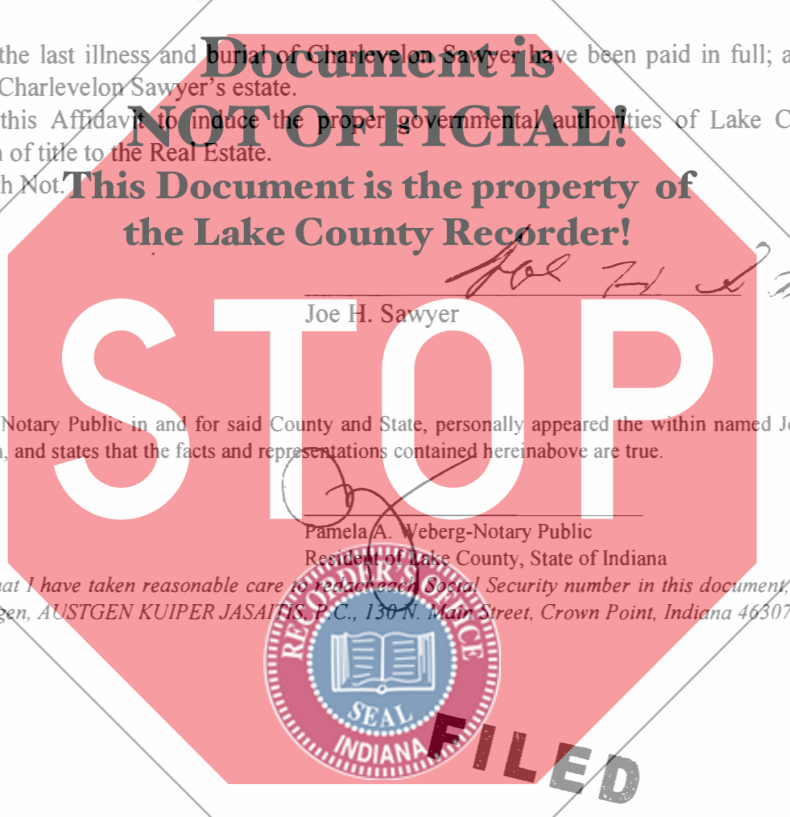 the last illness and burial of Charlevelon Sawyer have been paid in full; a
Charlevelon Sawyer's estate.
this Affidavit to induce the proper governmental authorities of Lake C
of title to the Real Estate.
h Not.
Document is
NOT OFFICIAL!
This Document is the property of
the Lake County Recorder!
Joe H. S
Joe H. Sawyer
STOP
Notary Public in and for said County and State, personally appeared the within named J
, and states that the facts and representations contained hereinabove are true.
Pamela A. Weberg-Notary Public
Resident of Lake County, State of Indiana
hat I have taken reasonable care to redact each Social Security number in this document,
gen, AUSTGEN KUIPER JASAITIS, P.C., 130 N. Main Street, Crown Point, Indiana 46307
RECORDER'S OFFICE
SEAL
INDIANA
FILED